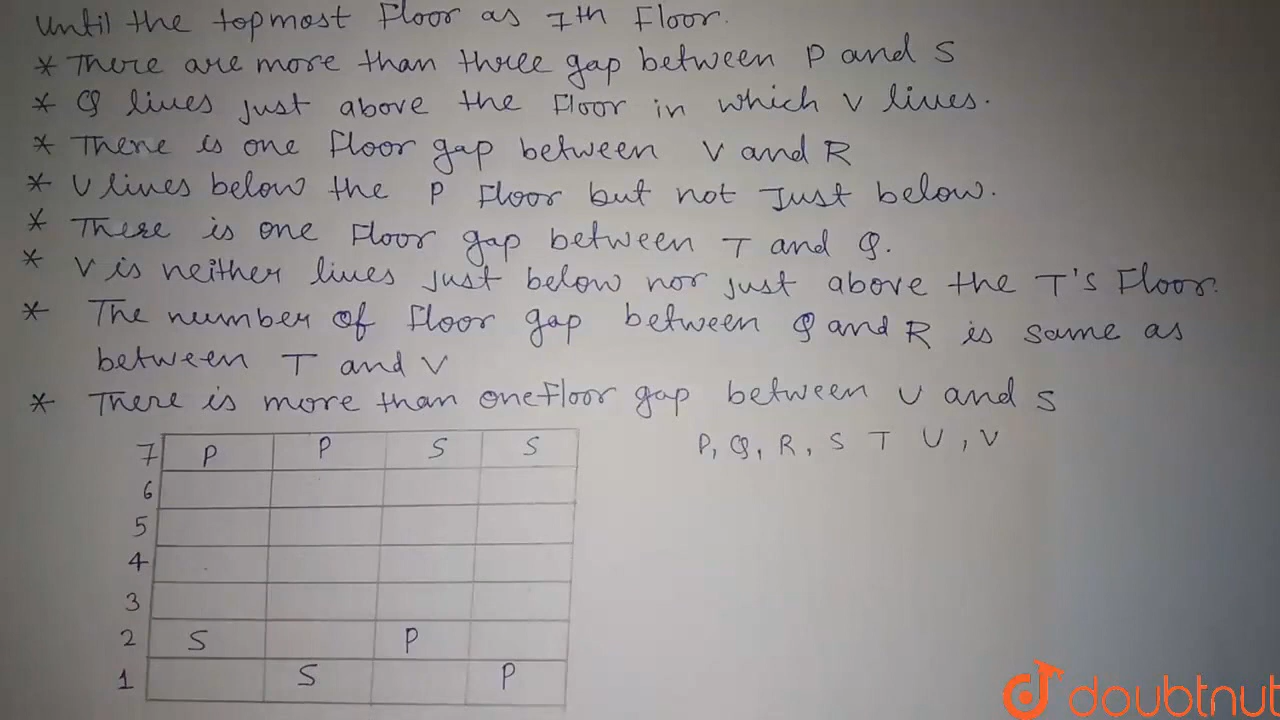 until the topmost Floor as 7th Floor.
* There are more than three gap between P and S
* Q lives just above the Floor in which V lives.
* There is one Floor gap between V and R
* U lives below the P Floor but not Just below.
* There is one Floor gap between T and Q.
* V is neither lives just below nor just above the T's Floor.
* The number of Floor gap between Q and R is same as
between T and V
* There is more than one Floor gap between U and S
P, Q, R, S T U, V
7 P P S S
6
5
4
3
2 S P
1 S P
doubtnut